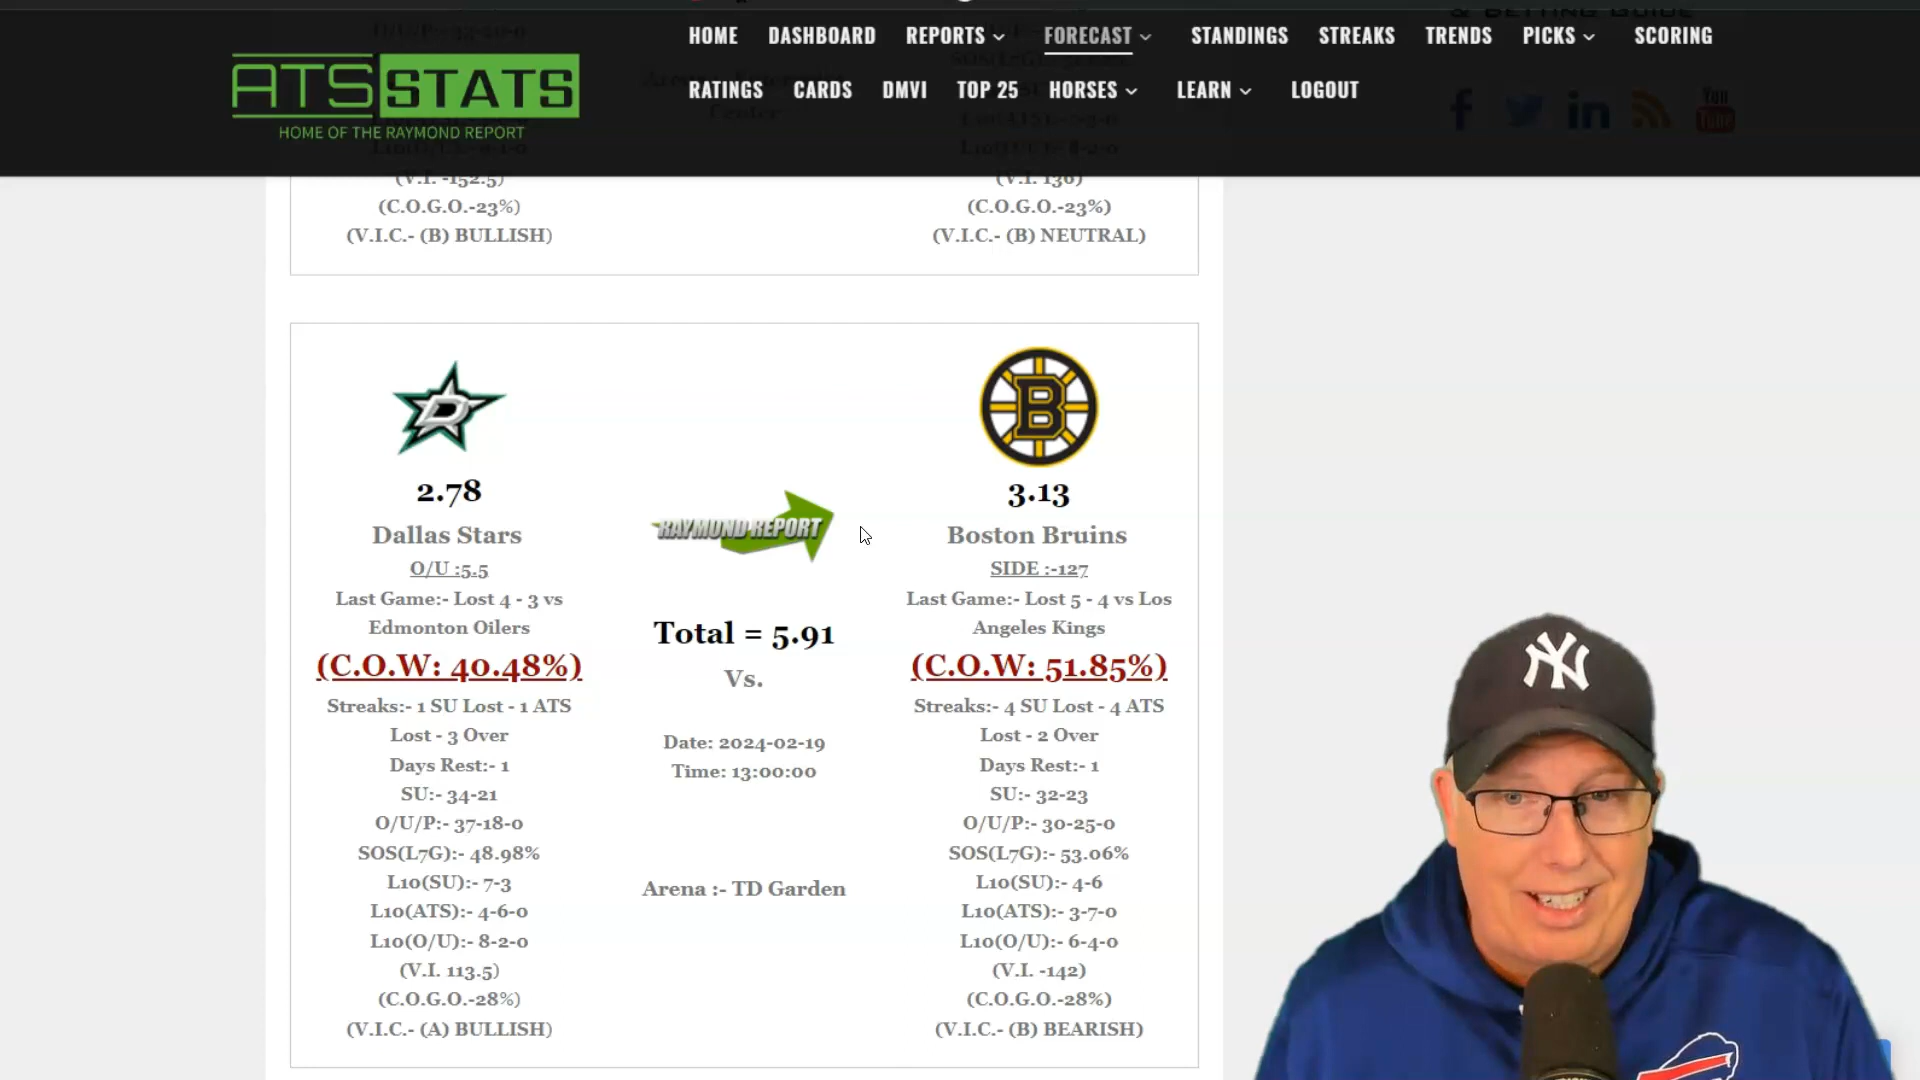 HOME DASHBOARD REPORTS FORECAST STANDINGS STREAKS TRENDS PICKS SCORING
ATS STATS
HOME OF THE RAYMOND REPORT
RATINGS CARDS DMVI TOP 25 HORSES LEARN LOGOUT
f in You Tube
(V.I. -152.5)
(V.I. 136)
(C.O.G.O.-23%)
(C.O.G.O.-23%)
(V.I.C.- (B) BULLISH)
(V.I.C.- (B) NEUTRAL)
D
2.78
Dallas Stars
O/U :5.5
Last Game:- Lost 4 - 3 vs
Edmonton Oilers
(C.O.W: 40.48%)
Streaks:- 1 SU Lost - 1 ATS
Lost - 3 Over
Days Rest:- 1
SU:- 34-21
O/U/P:- 37-18-0
SOS(L7G):- 48.98%
L10(SU):- 7-3
L10(ATS):- 4-6-0
L10(O/U):- 8-2-0
(V.I. 113.5)
(C.O.G.O.-28%)
(V.I.C.- (A) BULLISH)
RAYMOND REPORT
Total = 5.91
Vs.
Date: 2024-02-19
Time: 13:00:00
Arena :- TD Garden
B
3.13
Boston Bruins
SIDE :-127
Last Game:- Lost 5 - 4 vs Los
Angeles Kings
(C.O.W: 51.85%)
Streaks:- 4 SU Lost - 4 ATS
Lost - 2 Over
Days Rest:- 1
SU:- 32-23
O/U/P:- 30-25-0
SOS(L7G):- 53.06%
L10(SU):- 4-6
L10(ATS):- 3-7-0
L10(O/U):- 6-4-0
(V.I. -142)
(C.O.G.O.-28%)
(V.I.C.- (B) BEARISH)
NY